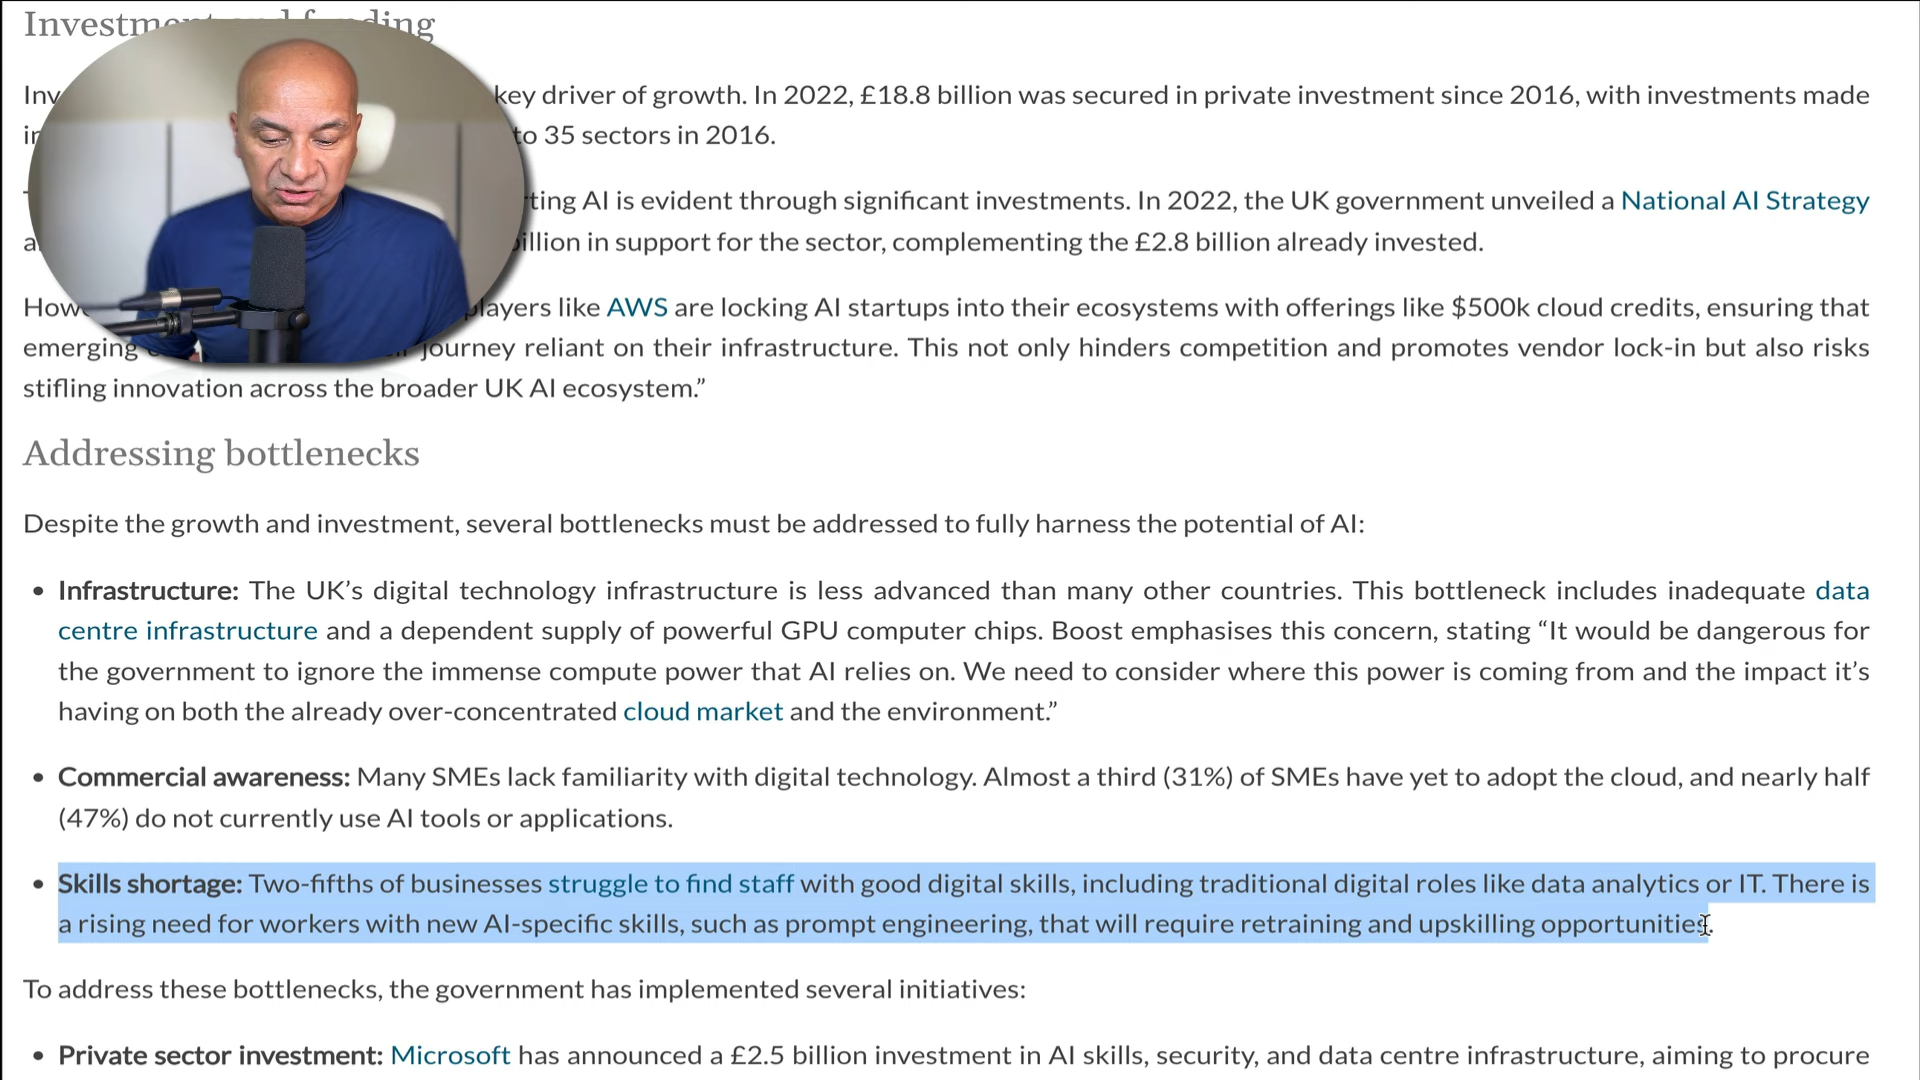 Investment and funding
key driver of growth. In 2022, £18.8 billion was secured in private investment since 2016, with investments made
to 35 sectors in 2016.
ting AI is evident through significant investments. In 2022, the UK government unveiled a National AI Strategy
billion in support for the sector, complementing the £2.8 billion already invested.
players like AWS are locking AI startups into their ecosystems with offerings like $500k cloud credits, ensuring that
emerging journey reliant on their infrastructure. This not only hinders competition and promotes vendor lock-in but also risks
stifling innovation across the broader UK AI ecosystem.”
Addressing bottlenecks
Despite the growth and investment, several bottlenecks must be addressed to fully harness the potential of AI:
• Infrastructure: The UK’s digital technology infrastructure is less advanced than many other countries. This bottleneck includes inadequate data
centre infrastructure and a dependent supply of powerful GPU computer chips. Boost emphasises this concern, stating “It would be dangerous for
the government to ignore the immense compute power that AI relies on. We need to consider where this power is coming from and the impact it’s
having on both the already over-concentrated cloud market and the environment.”
• Commercial awareness: Many SMEs lack familiarity with digital technology. Almost a third (31%) of SMEs have yet to adopt the cloud, and nearly half
(47%) do not currently use AI tools or applications.
• Skills shortage: Two-fifths of businesses struggle to find staff with good digital skills, including traditional digital roles like data analytics or IT. There is
a rising need for workers with new AI-specific skills, such as prompt engineering, that will require retraining and upskilling opportunities.
To address these bottlenecks, the government has implemented several initiatives:
• Private sector investment: Microsoft has announced a £2.5 billion investment in AI skills, security, and data centre infrastructure, aiming to procure